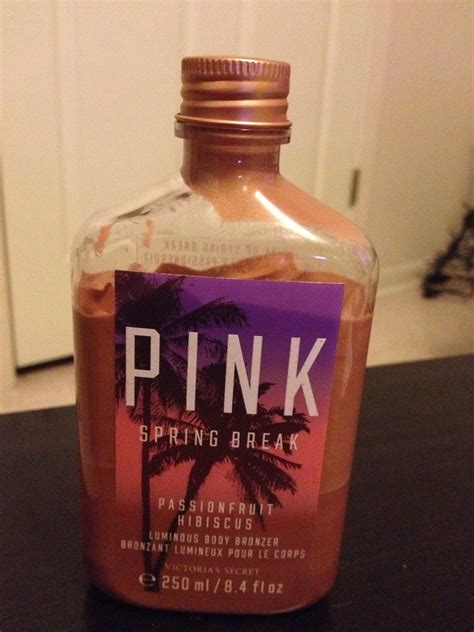 PINK
SPRING BREAK
PASSIONFRUIT
HIBISCUS
LUMINOUS BODY BRONZER
BRONZANT LUMINEUX POUR LE CORPS
VICTORIA'S SECRET
℮ 250 ml / 8.4 fl oz